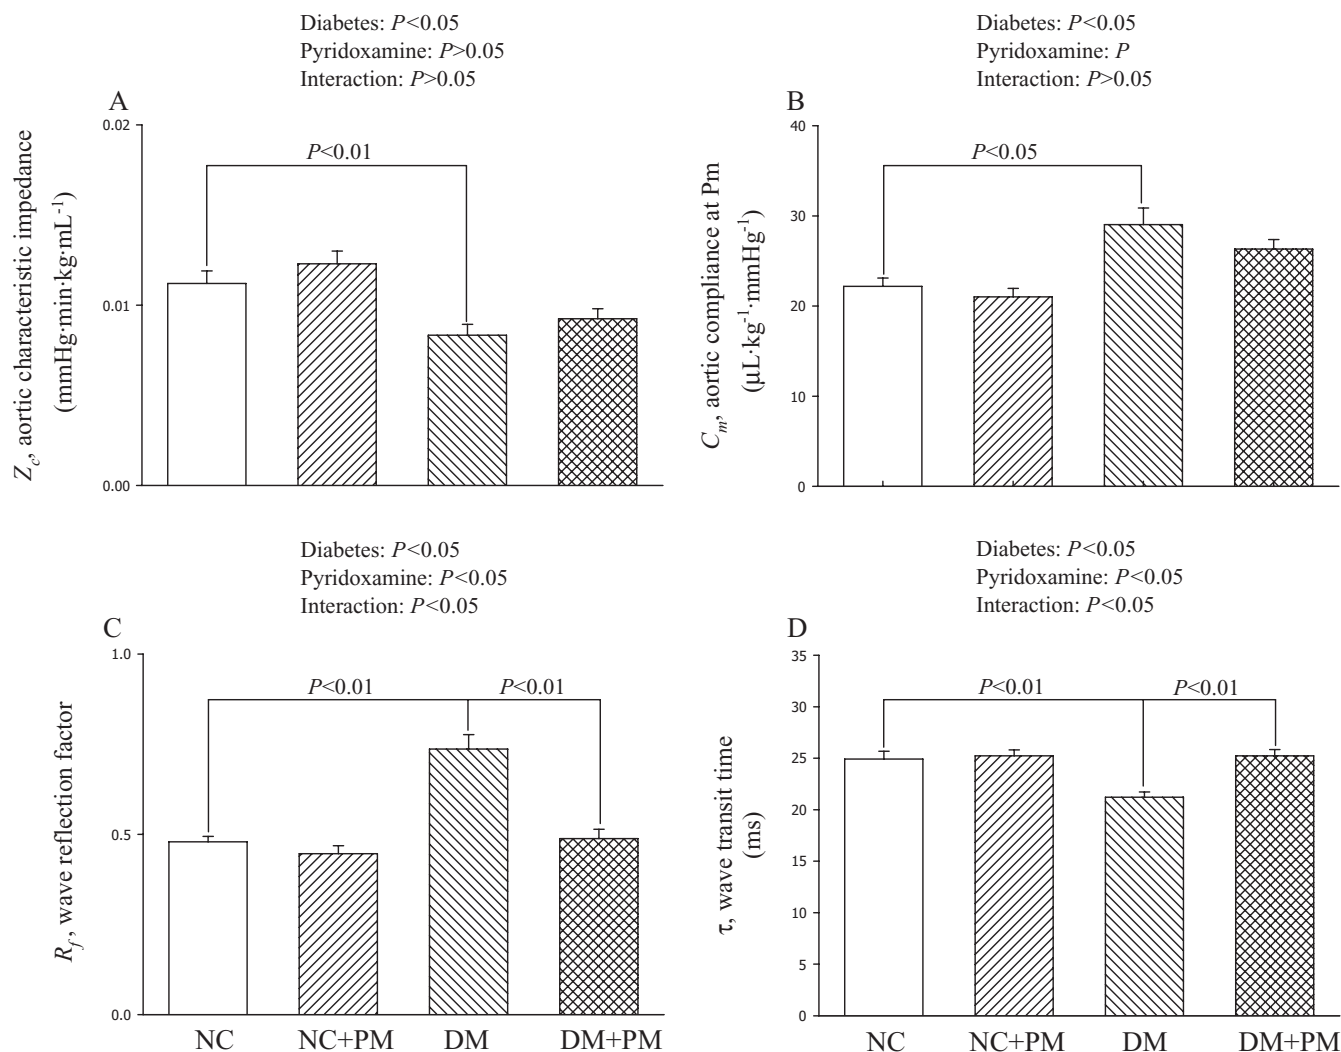 Diabetes: P<0.05
Pyridoxamine: P>0.05
Interaction: P>0.05
A
0.02
0.01
0.00
Z_c, aortic characteristic impedance
(mmHg·min·kg·mL⁻¹)
P<0.01
Diabetes: P<0.05
Pyridoxamine: P
Interaction: P>0.05
B
40
30
20
10
0
C_m, aortic compliance at Pm
(μL·kg⁻¹·mmHg⁻¹)
P<0.05
Diabetes: P<0.05
Pyridoxamine: P<0.05
Interaction: P<0.05
C
1.0
0.5
0.0
R_f, wave reflection factor
P<0.01
P<0.01
NC
NC+PM
DM
DM+PM
Diabetes: P<0.05
Pyridoxamine: P<0.05
Interaction: P<0.05
D
35
30
25
20
15
10
5
0
τ, wave transit time
(ms)
P<0.01
P<0.01
NC
NC+PM
DM
DM+PM